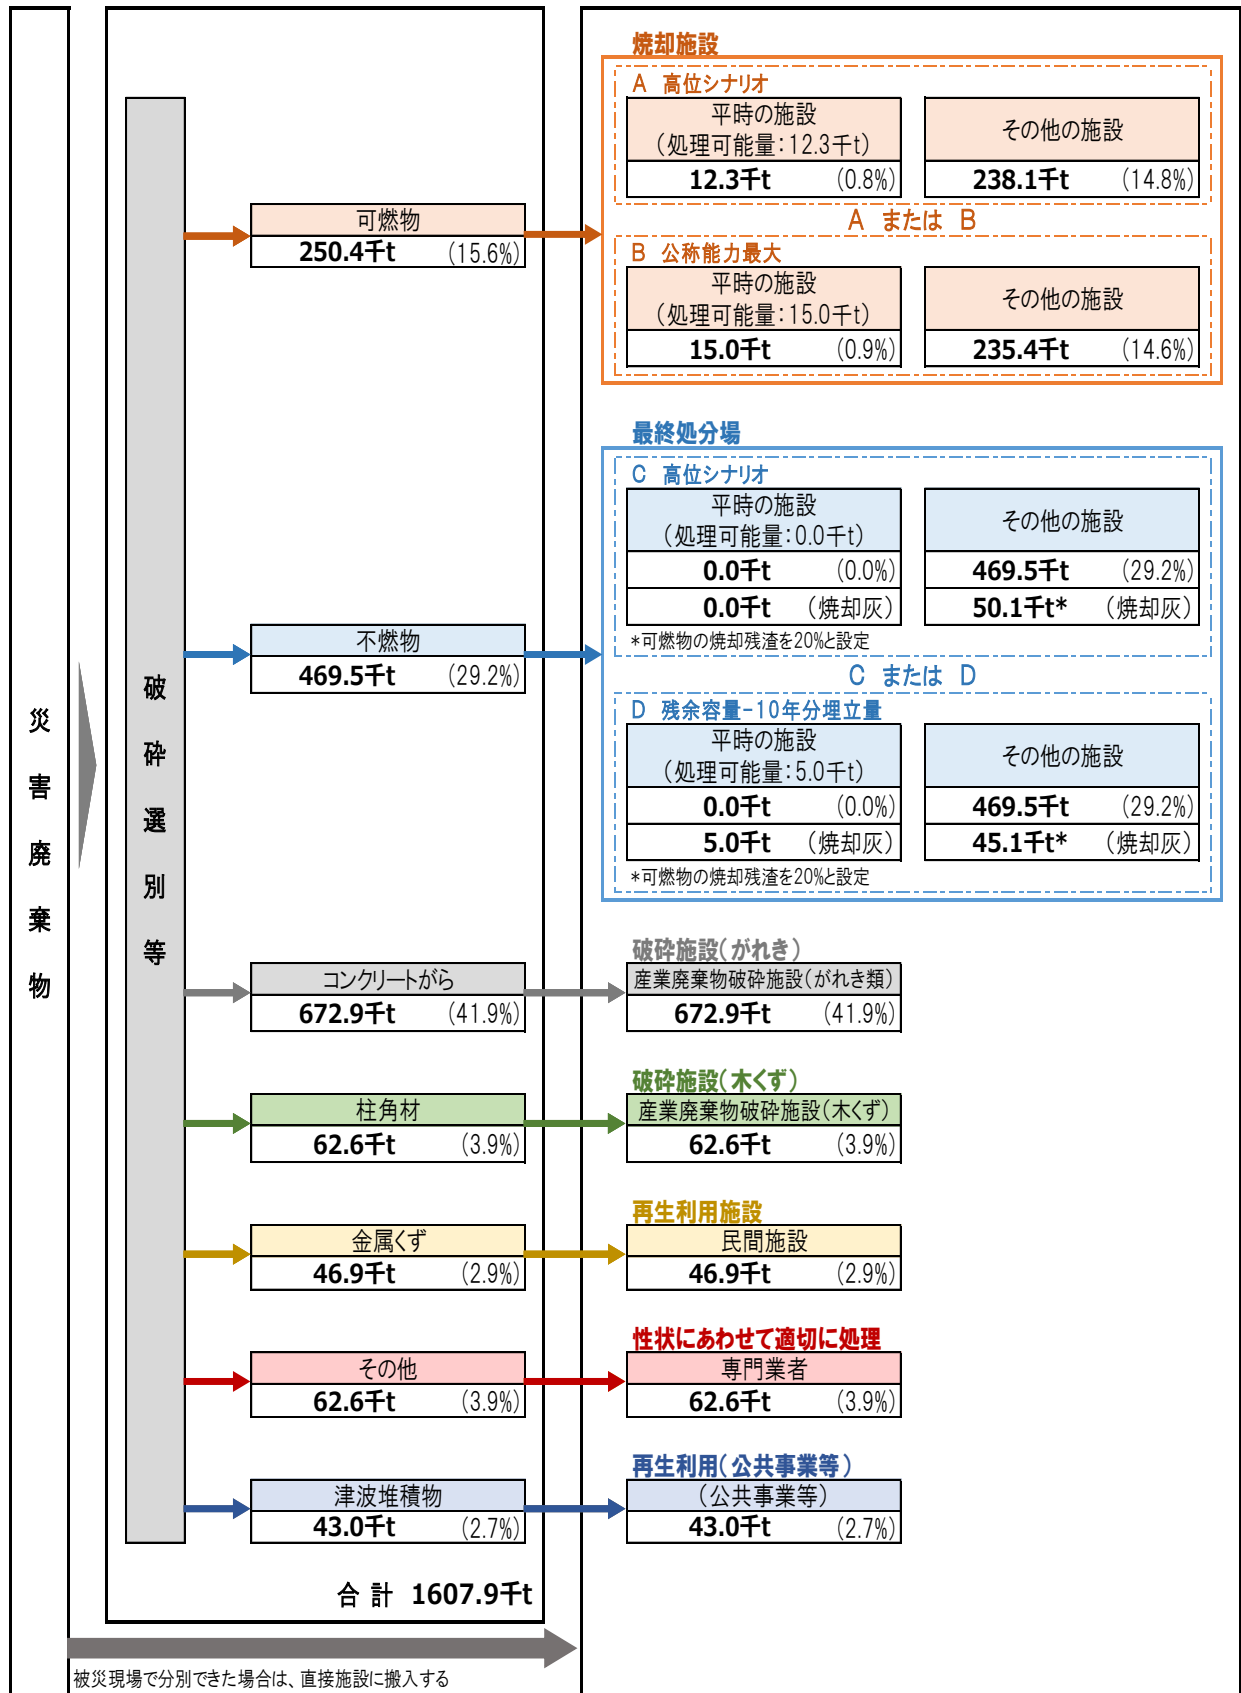 災害廃棄物
破砕選別等
可燃物
250.4千t (15.6%)
不燃物
469.5千t (29.2%)
コンクリートがら
672.9千t (41.9%)
柱角材
62.6千t (3.9%)
金属くず
46.9千t (2.9%)
その他
62.6千t (3.9%)
津波堆積物
43.0千t (2.7%)
合計 1607.9千t
焼却施設
A 高位シナリオ
平時の施設
(処理可能量:12.3千t)
12.3千t (0.8%)
その他の施設
238.1千t (14.8%)
A または B
B 公称能力最大
平時の施設
(処理可能量:15.0千t)
15.0千t (0.9%)
その他の施設
235.4千t (14.6%)
最終処分場
C 高位シナリオ
平時の施設
(処理可能量:0.0千t)
0.0千t (0.0%)
0.0千t (焼却灰)
その他の施設
469.5千t (29.2%)
50.1千t* (焼却灰)
*可燃物の焼却残渣を20%と設定
C または D
D 残余容量-10年分埋立量
平時の施設
(処理可能量:5.0千t)
0.0千t (0.0%)
5.0千t (焼却灰)
その他の施設
469.5千t (29.2%)
45.1千t* (焼却灰)
*可燃物の焼却残渣を20%と設定
破砕施設(がれき)
産業廃棄物破砕施設(がれき類)
672.9千t (41.9%)
破砕施設(木くず)
産業廃棄物破砕施設(木くず)
62.6千t (3.9%)
再生利用施設
民間施設
46.9千t (2.9%)
性状にあわせて適切に処理
専門業者
62.6千t (3.9%)
再生利用(公共事業等)
(公共事業等)
43.0千t (2.7%)
被災現場で分別できた場合は、直接施設に搬入する